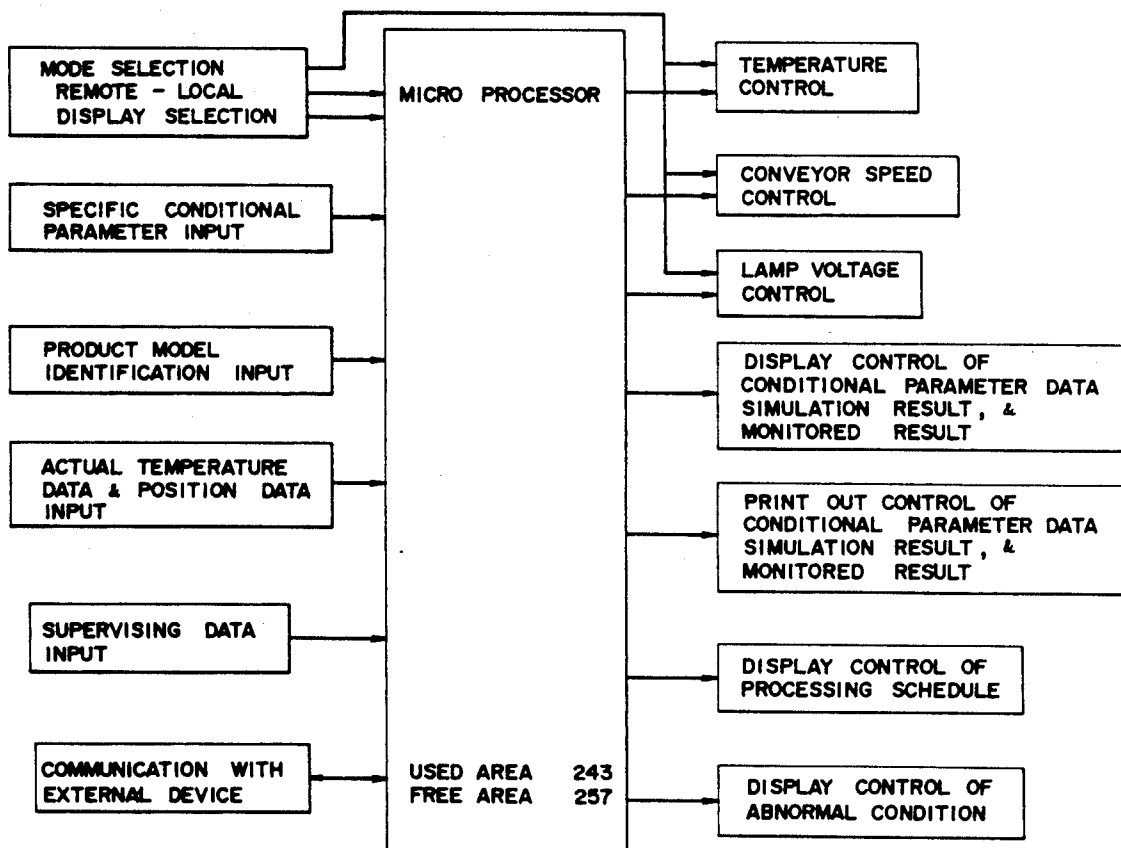 MODE SELECTION
REMOTE - LOCAL
DISPLAY SELECTION
SPECIFIC CONDITIONAL
PARAMETER INPUT
PRODUCT MODEL
IDENTIFICATION INPUT
ACTUAL TEMPERATURE
DATA & POSITION DATA
INPUT
SUPERVISING DATA
INPUT
COMMUNICATION WITH
EXTERNAL DEVICE
MICRO PROCESSOR
USED AREA 243
FREE AREA 257
TEMPERATURE
CONTROL
CONVEYOR SPEED
CONTROL
LAMP VOLTAGE
CONTROL
DISPLAY CONTROL OF
CONDITIONAL PARAMETER DATA
SIMULATION RESULT, &
MONITORED RESULT
PRINT OUT CONTROL OF
CONDITIONAL PARAMETER DATA
SIMULATION RESULT, &
MONITORED RESULT
DISPLAY CONTROL OF
PROCESSING SCHEDULE
DISPLAY CONTROL OF
ABNORMAL CONDITION